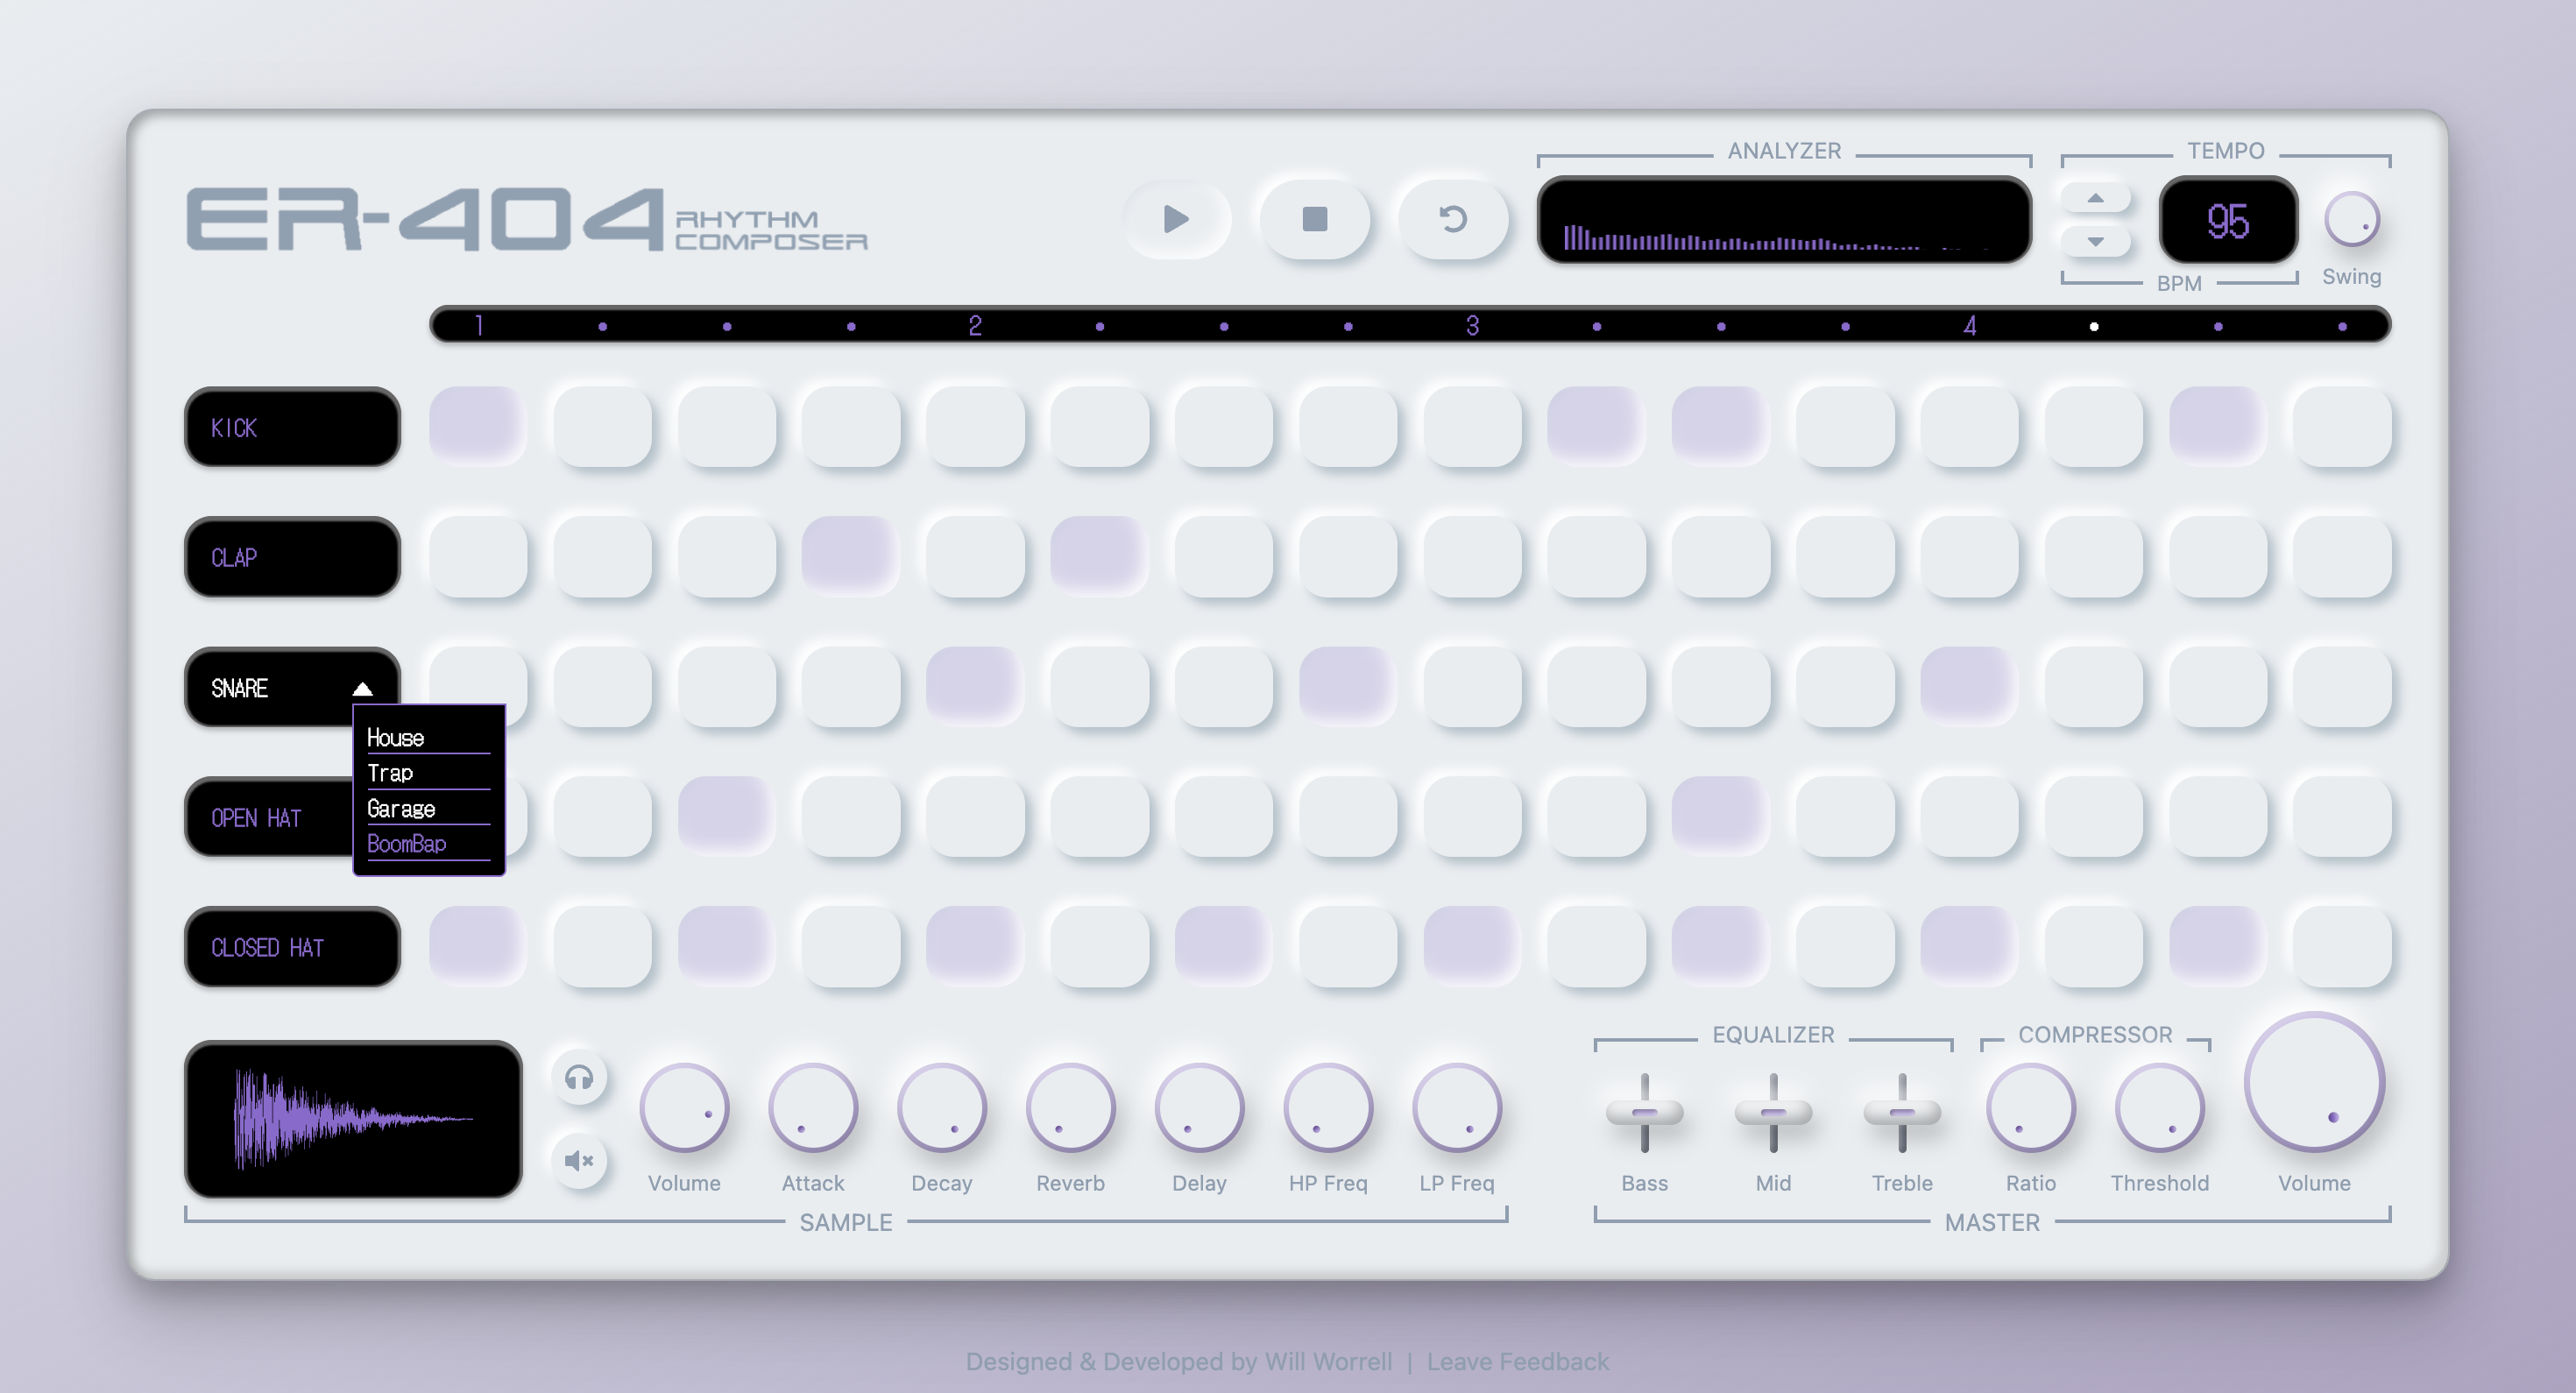 ER-404 RHYTHM COMPOSER
ANALYZER
TEMPO
95
BPM
Swing
1 2 3 4
KICK
CLAP
SNARE
House
Trap
Garage
BoomBap
OPEN HAT
CLOSED HAT
Volume Attack Decay Reverb Delay HP Freq LP Freq
SAMPLE
EQUALIZER
COMPRESSOR
Bass Mid Treble Ratio Threshold Volume
MASTER
Designed & Developed by Will Worrell | Leave Feedback